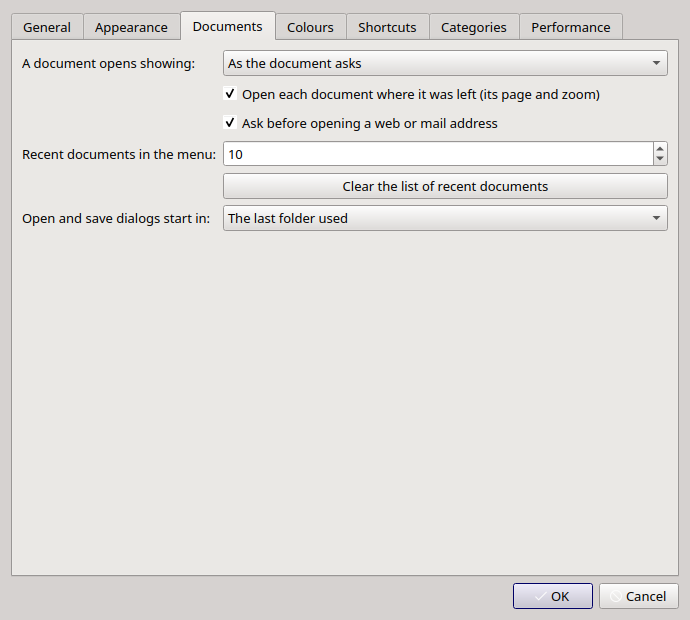 General Appearance Documents Colours Shortcuts Categories Performance
A document opens showing: As the document asks
Open each document where it was left (its page and zoom)
Ask before opening a web or mail address
Recent documents in the menu: 10
Clear the list of recent documents
Open and save dialogs start in: The last folder used
OK Cancel